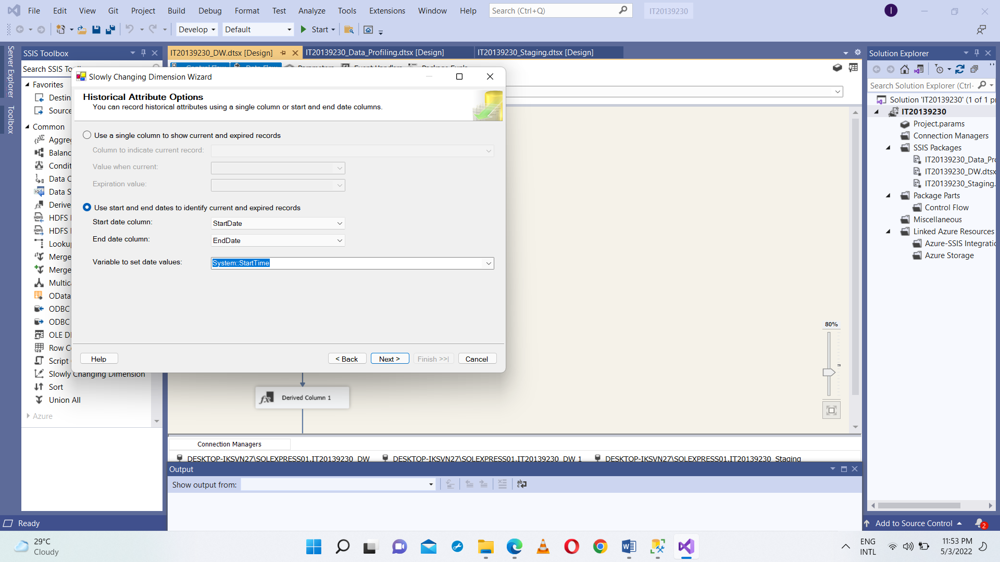 File Edit View Git Project Build Debug Format Test Analyze Tools Extensions Window Help Search (Ctrl+Q) IT20139230 I
Develop Default Start
Server Explorer
Toolbox
SSIS Toolbox
Search SSIS To
Favorites
Destin
Source
Common
Aggre
Balanc
Condit
Data C
Data S
Derive
HDFS
HDFS
Looku
Merge
Merge
Multic
OData
ODBC
ODBC
OLE D
Row C
Script
Slowly Changing Dimension
Sort
Union All
Azure
IT20139230_DW.dtsx [Design] IT20139230_Data_Profiling.dtsx [Design] IT20139230_Staging.dtsx [Design]
Slowly Changing Dimension Wizard
Historical Attribute Options
You can record historical attributes using a single column or start and end date columns.
Use a single column to show current and expired records
Column to indicate current record:
Value when current:
Expiration value:
Use start and end dates to identify current and expired records
Start date column: StartDate
End date column: EndDate
Variable to set date values: System::StartTime
Help < Back Next > Finish >>| Cancel
Derived Column 1
80%
Connection Managers
DESKTOP-IKSVN27\SQLEXPRESS01.IT20139230_DW DESKTOP-IKSVN27\SQLEXPRESS01.IT20139230_DW 1 DESKTOP-IKSVN27\SQLEXPRESS01.IT20139230_Staging
Output
Show output from:
Solution Explorer
Search Solution Explorer (Ctrl-
Solution 'IT20139230' (1 of 1 pr
IT20139230
Project.params
Connection Managers
SSIS Packages
IT20139230_Data_Pro
IT20139230_DW.dtsx
IT20139230_Staging.
Package Parts
Control Flow
Miscellaneous
Linked Azure Resources
Azure-SSIS Integratio
Azure Storage
Ready
Add to Source Control 2
29°C
Cloudy
ENG
INTL
11:53 PM
5/3/2022